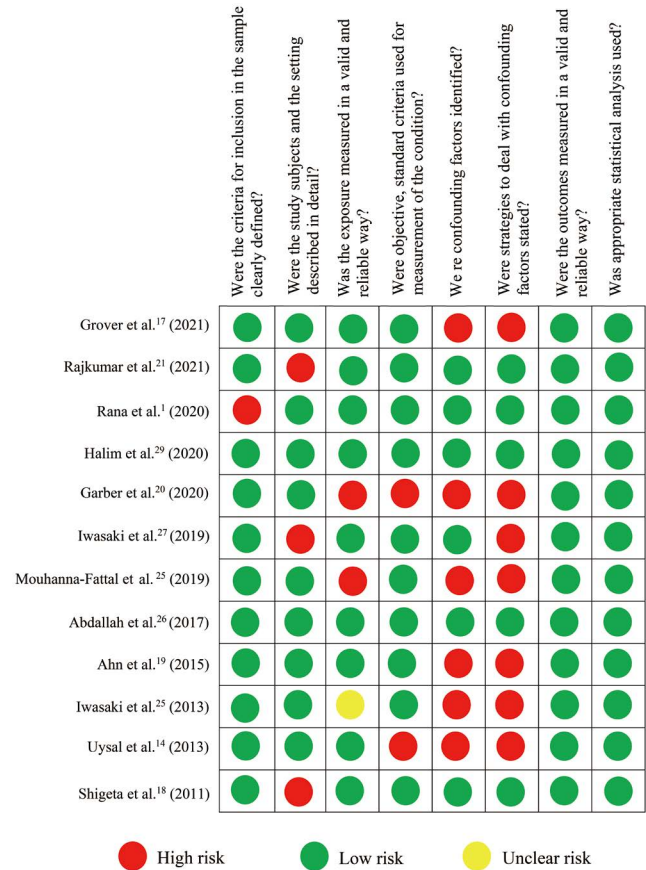 Were the criteria for inclusion in the sample
clearly defined?
Were the study subjects and the setting
described in detail?
Was the exposure measured in a valid and
reliable way?
Were objective, standard criteria used for
measurement of the condition?
We re confounding factors identified?
Were strategies to deal with confounding
factors stated?
Were the outcomes measured in a valid and
reliable way?
Was appropriate statistical analysis used?
Grover et al.17 (2021)
Rajkumar et al.21 (2021)
Rana et al.1 (2020)
Halim et al.29 (2020)
Garber et al.20 (2020)
Iwasaki et al.27 (2019)
Mouhanna-Fattal et al. 25 (2019)
Abdallah et al.26 (2017)
Ahn et al.19 (2015)
Iwasaki et al.25 (2013)
Uysal et al.14 (2013)
Shigeta et al.18 (2011)
High risk Low risk Unclear risk